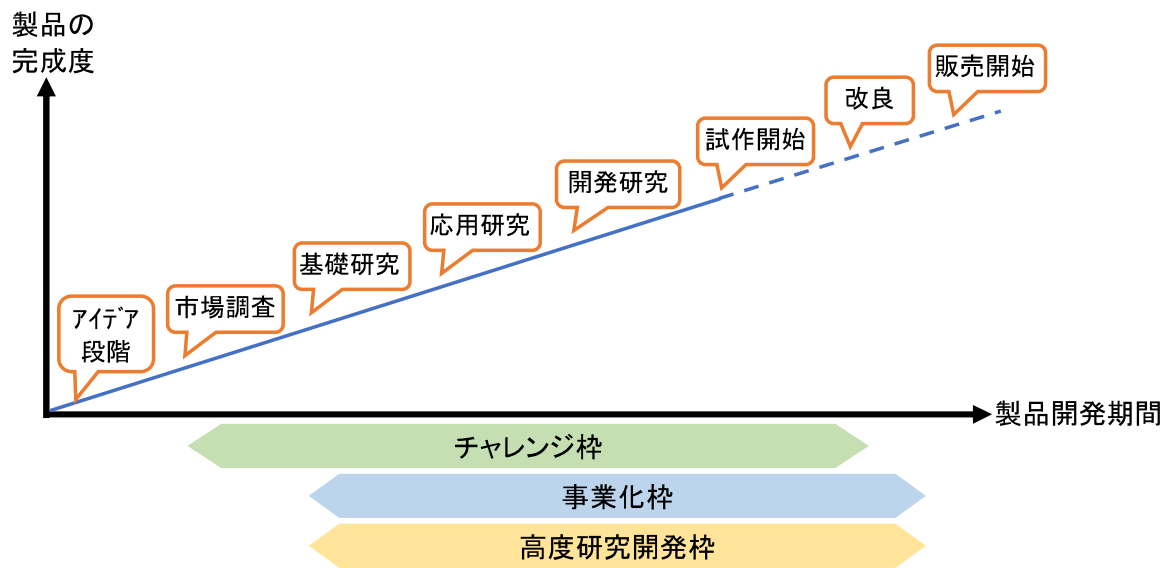 製品の
完成度
販売開始
改良
試作開始
開発研究
応用研究
基礎研究
市場調査
ｱｲﾃﾞｱ
段階
製品開発期間
チャレンジ枠
事業化枠
高度研究開発枠